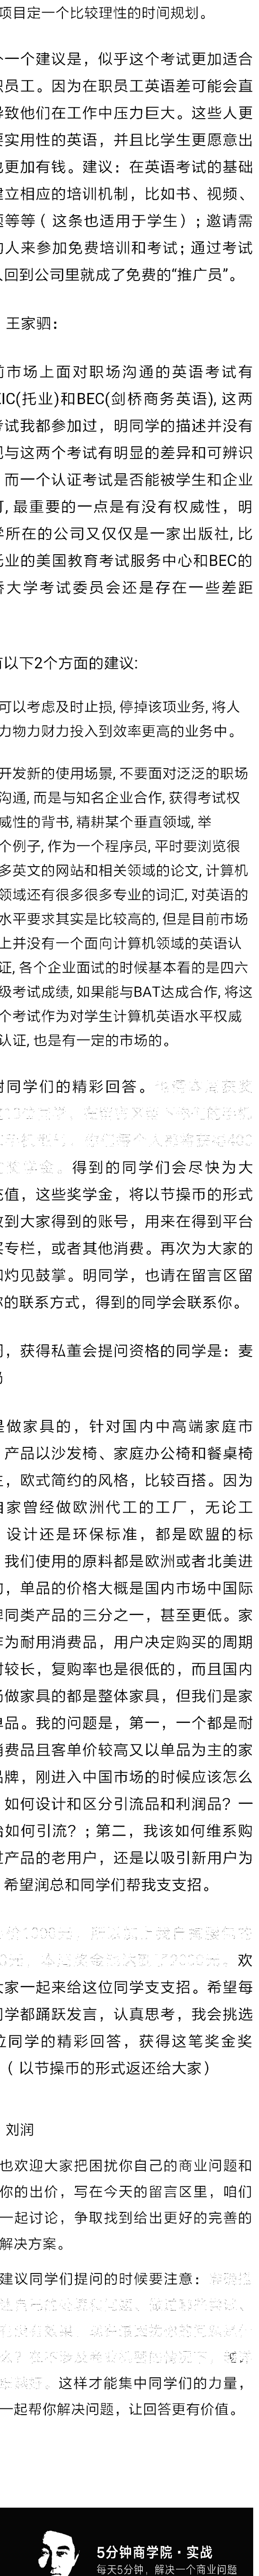 项目定一个比较理性的时间规划。
一个建议是，似乎这个考试更加适合
职员工。因为在职员工英语差可能会直
导致他们在工作中压力巨大。这些人更
要实用性的英语，并且比学生更愿意出
也更加有钱。建议：在英语考试的基础
建立相应的培训机制，比如书、视频、
等等（这条也适用于学生）；邀请需
的人来参加免费培训和考试；通过考试
人回到公司里就成了免费的“推广员”。
王家驷：
前市场上面对职场沟通的英语考试有
IC(托业)和BEC(剑桥商务英语), 这两
考试我都参加过，明同学的描述并没有
现与这两个考试有明显的差异和可辨识
而一个认证考试是否能被学生和企业
可, 最重要的一点是有没有权威性，明
学所在的公司又仅仅是一家出版社, 比
托业的美国教育考试服务中心和BEC的
桥大学考试委员会还是存在一些差距
有以下2个方面的建议:
可以考虑及时止损, 停掉该项业务, 将人
力物力财力投入到效率更高的业务中。
开发新的使用场景, 不要面对泛泛的职场
沟通, 而是与知名企业合作, 获得考试权
威性的背书, 精耕某个垂直领域, 举
个例子, 作为一个程序员, 平时要浏览很
多英文的网站和相关领域的论文, 计算机
领域还有很多很多专业的词汇, 对英语的
水平要求其实是比较高的, 但是目前市场
上并没有一个面向计算机领域的英语认
证, 各个企业面试的时候基本看的是四六
级考试成绩, 如果能与BAT达成合作, 将这
个考试作为对学生计算机英语水平权威
认证, 也是有一定的市场的。
谢同学们的精彩回答。
得到的同学们会尽快为大
充值，这些奖学金，将以节操币的形式
放到大家得到的账号，用来在得到平台
买专栏，或者其他消费。再次为大家的
知灼见鼓掌。明同学，也请在留言区留
你的联系方式，得到的同学会联系你。
，获得私董会提问资格的同学是：麦
是做家具的，针对国内中高端家庭市
产品以沙发椅、家庭办公椅和餐桌椅
主，欧式简约的风格，比较百搭。因为
自家曾经做欧洲代工的工厂，无论工
设计还是环保标准，都是欧盟的标
我们使用的原料都是欧洲或者北美进
的，单品的价格大概是国内市场中国际
牌同类产品的三分之一，甚至更低。家
作为耐用消费品，用户决定购买的周期
对较长，复购率也是很低的，而且国内
场做家具的都是整体家具，但我们是家
单品。我的问题是，第一，一个都是耐
消费品且客单价较高又以单品为主的家
品牌，刚进入中国市场的时候应该怎么
如何设计和区分引流品和利润品？一
始如何引流？；第二，我该如何维系购
过产品的老用户，还是以吸引新用户为
希望润总和同学们帮我支支招。
欢
大家一起来给这位同学支支招。希望每
同学都踊跃发言，认真思考，我会挑选
位同学的精彩回答，获得这笔奖金奖
（以节操币的形式返还给大家）
刘润
也欢迎大家把困扰你自己的商业问题和
你的出价，写在今天的留言区里，咱们
一起讨论，争取找到给出更好的完善的
解决方案。
建议同学们提问的时候要注意：
这样才能集中同学们的力量，
一起帮你解决问题，让回答更有价值。
5分钟商学院·实战
每天5分钟，解决一个商业问题